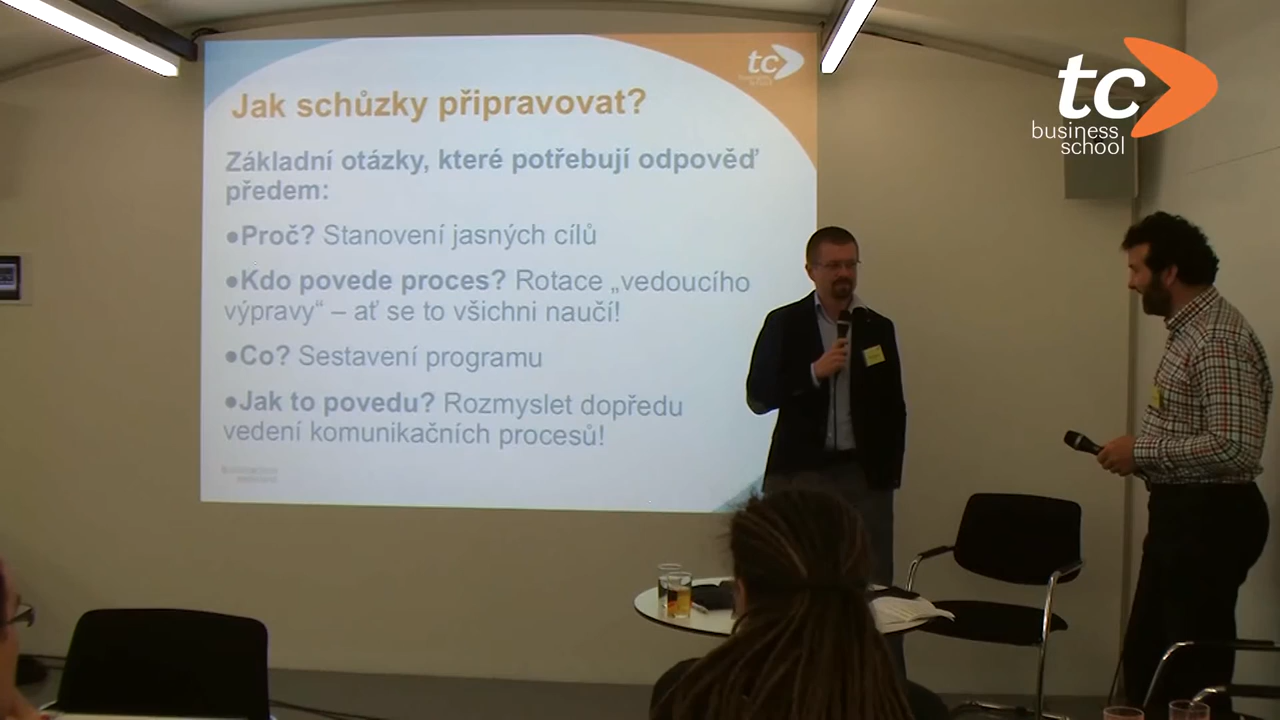 tc
Jak schůzky připravovat?
Základní otázky, které potřebují odpověď
předem:
●Proč? Stanovení jasných cílů
●Kdo povede proces? Rotace „vedoucího
výpravy“ – ať se to všichni naučí!
●Co? Sestavení programu
●Jak to povedu? Rozmyslet dopředu
vedení komunikačních procesů!
tc
business
school